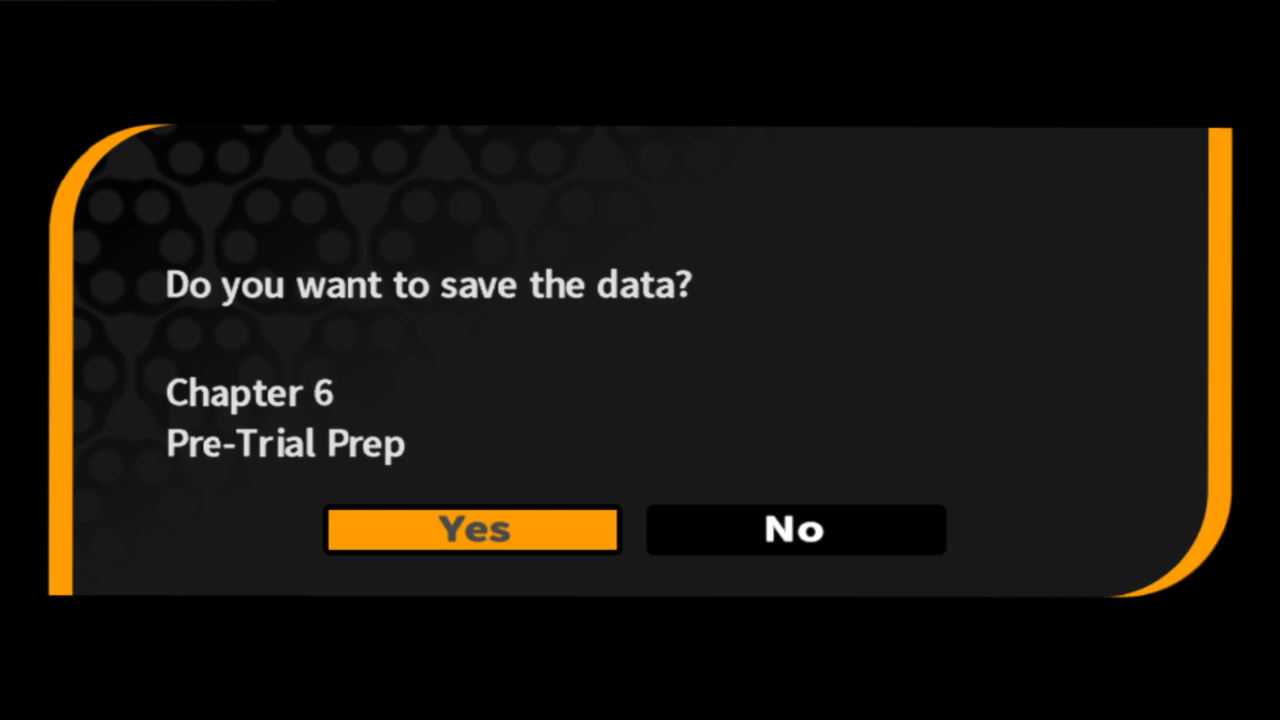 Do you want to save the data?
Chapter 6
Pre-Trial Prep
Yes
No